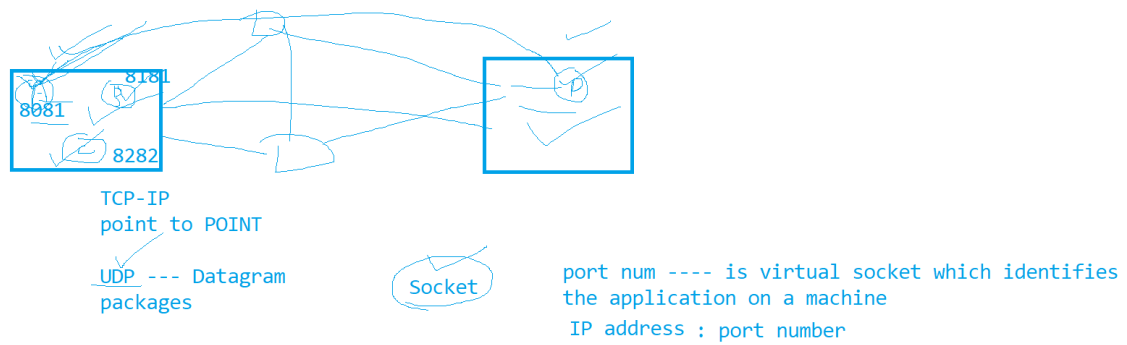 8181
8081
8282
TCP-IP
point to POINT
UDP --- Datagram
packages
Socket
port num ---- is virtual socket which identifies
the application on a machine
IP address : port number
P